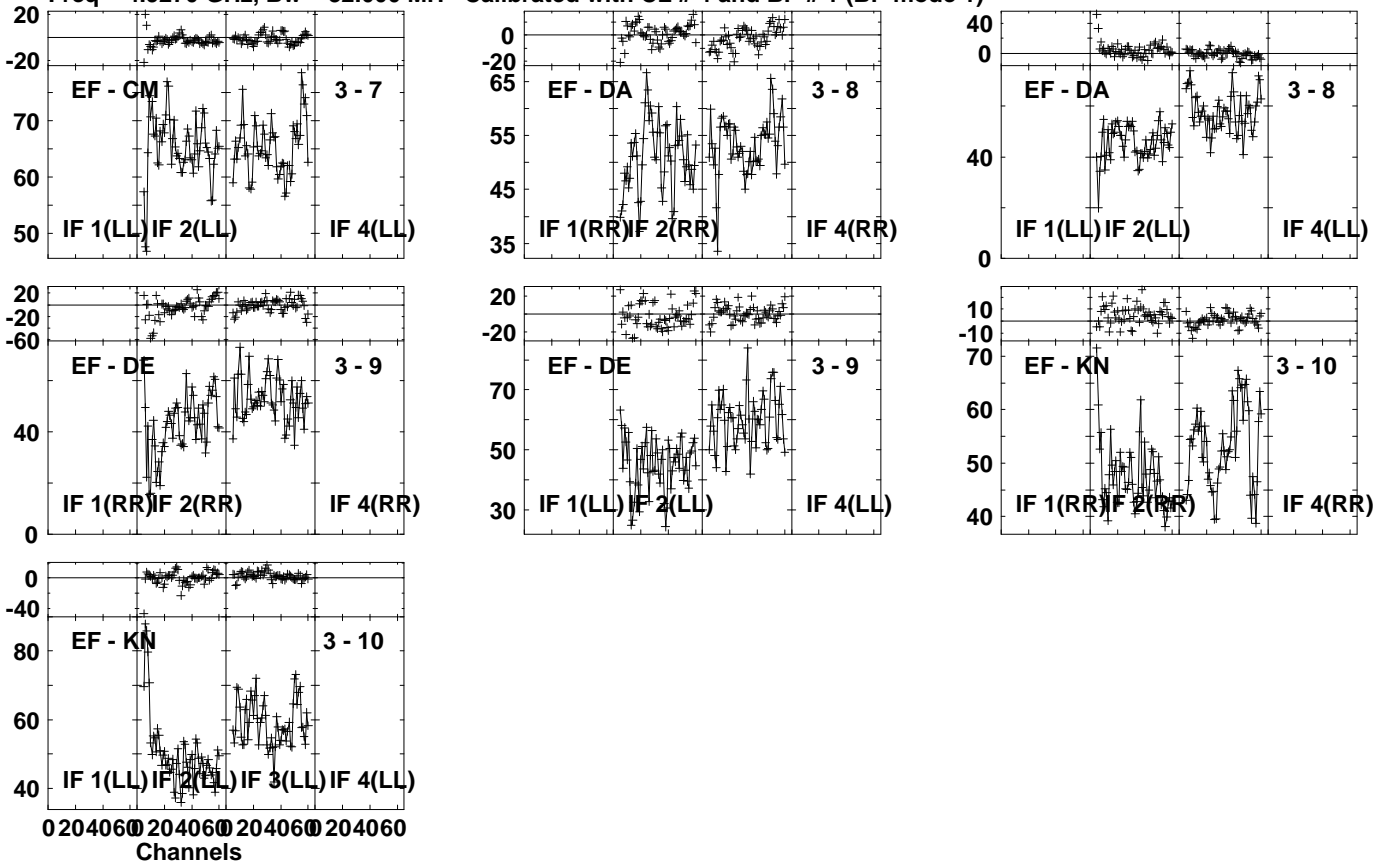 20
-20
EF - CM
3 - 7
70
60
50
IF 1(LL) IF 2(LL)
IF 4(LL)
0
-20
EF - DA
3 - 8
65
55
45
35
IF 1(RR) IF 2(RR)
IF 4(RR)
40
0
EF - DA
3 - 8
40
0
IF 1(LL) IF 2(LL)
IF 4(LL)
20
-20
-60
EF - DE
3 - 9
40
0
IF 1(RR) IF 2(RR)
IF 4(RR)
20
-20
EF - DE
3 - 9
70
50
30
IF 1(LL) IF 2(LL)
IF 4(LL)
10
-10
EF - KN
3 - 10
70
60
50
40
IF 1(RR) IF 2(RR)
IF 4(RR)
0
-40
EF - KN
3 - 10
80
60
40
IF 1(LL) IF 2(LL) IF 3(LL) IF 4(LL)
0 20 40 60 0 20 40 60 0 20 40 60 0 20 40 60
Channels